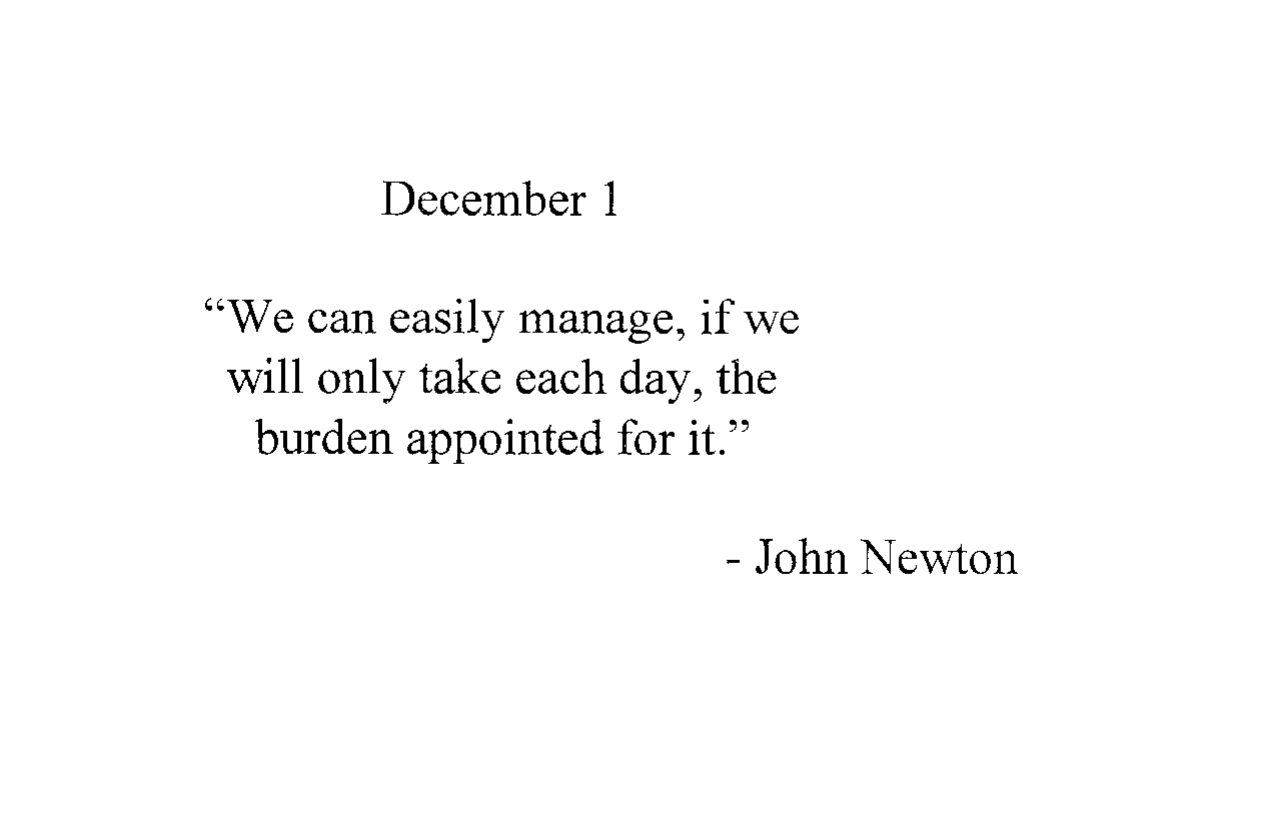 December 1
“We can easily manage, if we
will only take each day, the
burden appointed for it.”
- John Newton